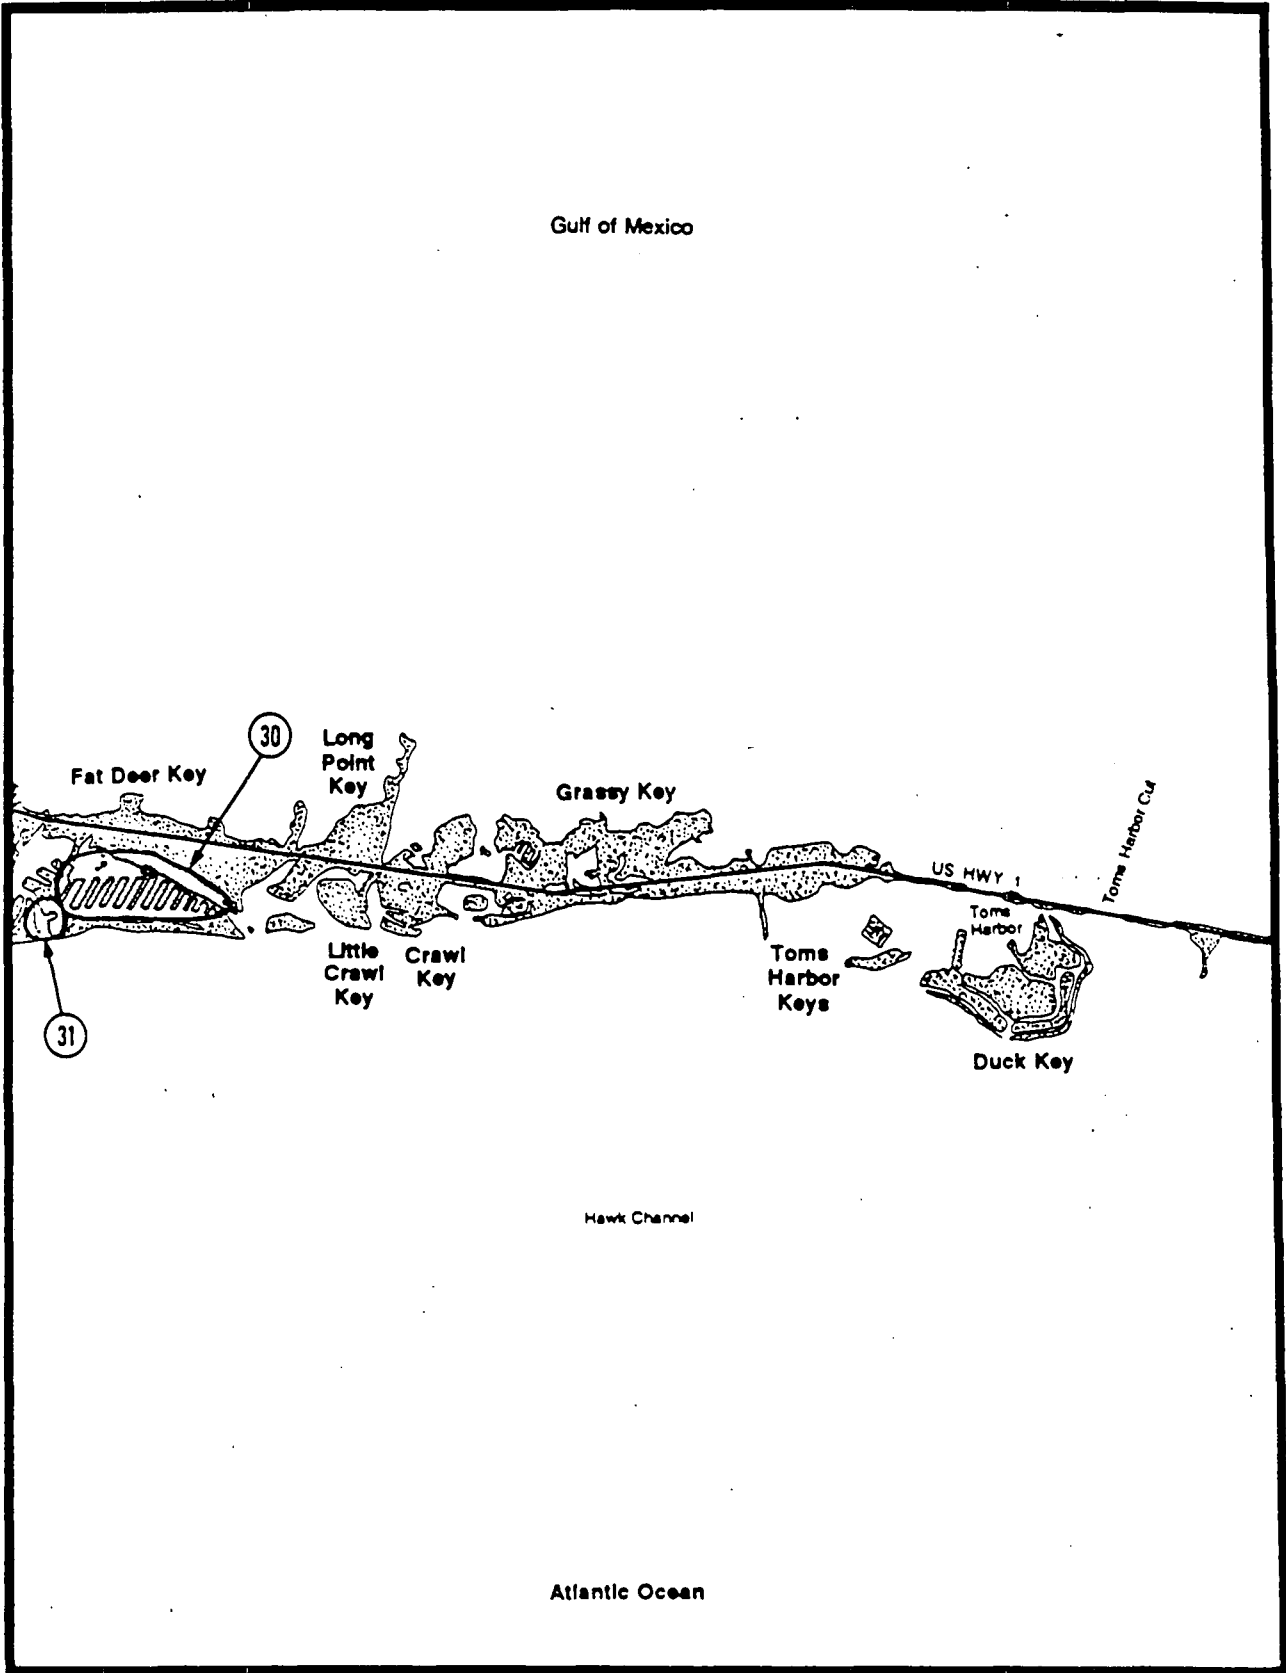 Gulf of Mexico
30
Long
Point
Key
Fat Deer Key
Grassy Key
Toms Harbor Cut
US HWY 1
Toms
Harbor
Little
Crawl
Key
Crawl
Key
Toms
Harbor
Keys
31
Duck Key
Hawk Channel
Atlantic Ocean